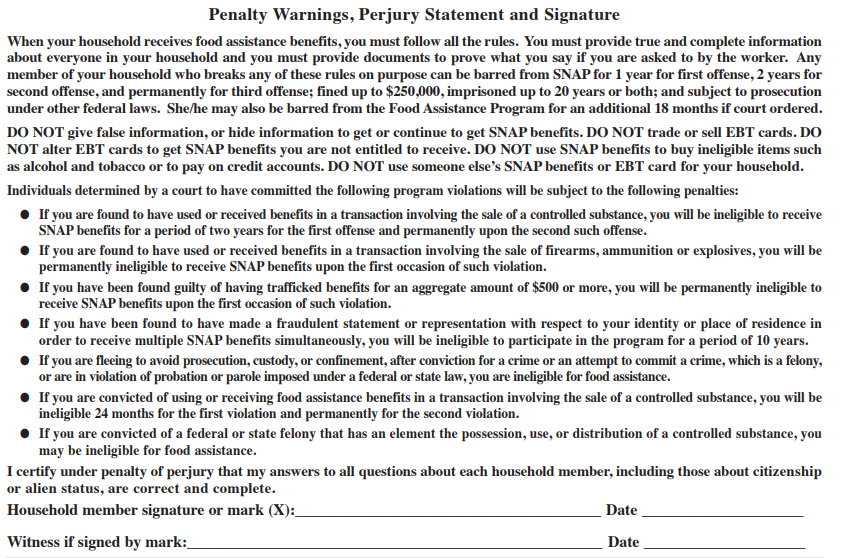 Penalty Warnings, Perjury Statement and Signature
When your household receives food assistance benefits, you must follow all the rules. You must provide true and complete information
about everyone in your household and you must provide documents to prove what you say if you are asked to by the worker. Any
member of your household who breaks any of these rules on purpose can be barred from SNAP for 1 year for first offense, 2 years for
second offense, and permanently for third offense; fined up to $250,000, imprisoned up to 20 years or both; and subject to prosecution
under other federal laws. She/he may also be barred from the Food Assistance Program for an additional 18 months if court ordered.
DO NOT give false information, or hide information to get or continue to get SNAP benefits. DO NOT trade or sell EBT cards. DO
NOT alter EBT cards to get SNAP benefits you are not entitled to receive. DO NOT use SNAP benefits to buy ineligible items such
as alcohol and tobacco or to pay on credit accounts. DO NOT use someone else's SNAP benefits or EBT card for your household.
Individuals determined by a court to have committed the following program violations will be subject to the following penalties:
● If you are found to have used or received benefits in a transaction involving the sale of a controlled substance, you will be ineligible to receive
SNAP benefits for a period of two years for the first offense and permanently upon the second such offense.
● If you are found to have used or received benefits in a transaction involving the sale of firearms, ammunition or explosives, you will be
permanently ineligible to receive SNAP benefits upon the first occasion of such violation.
● If you have been found guilty of having trafficked benefits for an aggregate amount of $500 or more, you will be permanently ineligible to
receive SNAP benefits upon the first occasion of such violation.
● If you have been found to have made a fraudulent statement or representation with respect to your identity or place of residence in
order to receive multiple SNAP benefits simultaneously, you will be ineligible to participate in the program for a period of 10 years.
● If you are fleeing to avoid prosecution, custody, or confinement, after conviction for a crime or an attempt to commit a crime, which is a felony,
or are in violation of probation or parole imposed under a federal or state law, you are ineligible for food assistance.
● If you are convicted of using or receiving food assistance benefits in a transaction involving the sale of a controlled substance, you will be
ineligible 24 months for the first violation and permanently for the second violation.
● If you are convicted of a federal or state felony that has an element the possession, use, or distribution of a controlled substance, you
may be ineligible for food assistance.
I certify under penalty of perjury that my answers to all questions about each household member, including those about citizenship
or alien status, are correct and complete.
Household member signature or mark (X):______ Date ______
Witness if signed by mark:______ Date ______